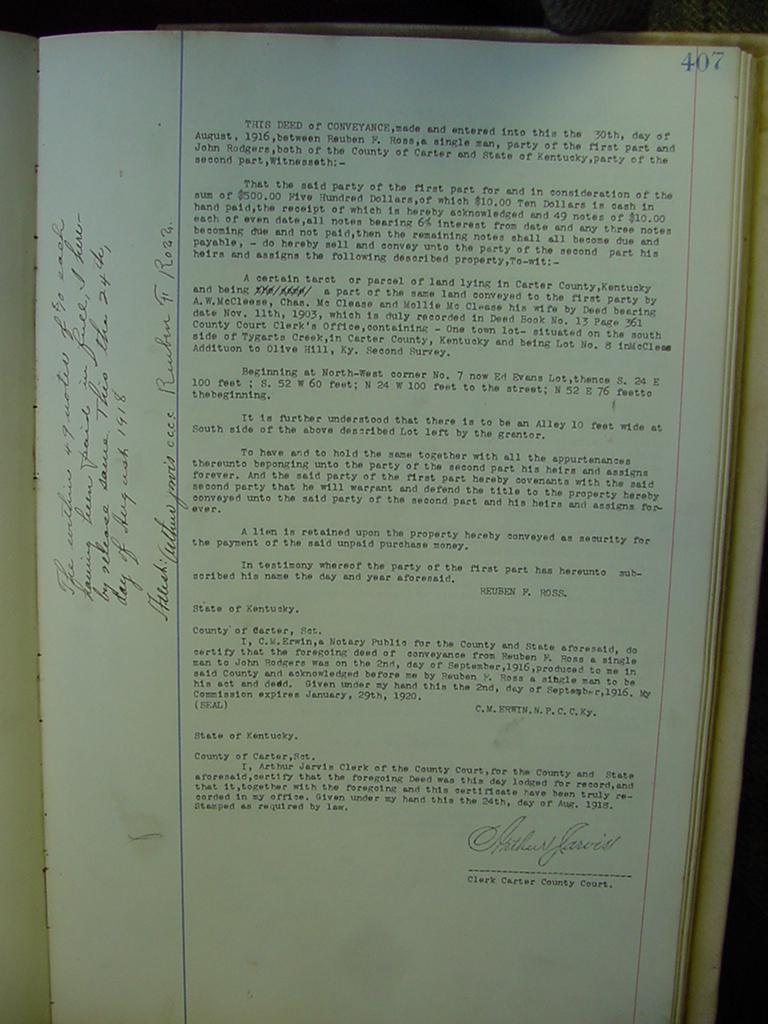 407
THIS DEED of CONVEYANCE,made and entered into this the 30th, day of
August, 1916,between Reuben F. Ross,a single man, party of the first part and
John Rodgers,both of the County of Carter and State of Kentucky,party of the
second part,Witnesseth:-
That the said party of the first part for and in consideration of the
sum of $500.00 Five Hundred Dollars,of which $10.00 Ten Dollars is cash in
hand paid,the receipt of which is hereby acknowledged and 49 notes of $10.00
each of even date,all notes bearing 6% interest from date and any three notes
becoming due and not paid,then the remaining notes shall all become due and
payable, - do hereby sell and convey unto the party of the second part his
heirs and assigns the following described property,To-wit:-
A certain tarct or parcel of land lying in Carter County,Kentucky
and being a part of the same land conveyed to the first party by
A.W.McCleese, Chas. Mc Clease and Mollie Mc Clease his wife by Deed bearing
date Nov. 11th, 1903, which is duly recorded in Deed Book No. 13 Page 361
County Court Clerk's Office,containing - One town lot- situated on the south
side of Tygarts Creek,in Carter County, Kentucky and being Lot No. 8 inMcCleas
Addituon to Olive Hill, Ky. Second Survey.
Beginning at North-West corner No. 7 now Ed Evans Lot,thence S. 24 E
100 feet ; S. 52 W 60 feet; N 24 W 100 feet to the street; N 52 E 76 feetto
thebeginning.
It is further understood that there is to be an Alley 10 feet wide at
South side of the above described Lot left by the grantor.
To have and to hold the same together with all the appurtenances
thereunto beponging unto the party of the second part his heirs and assigns
forever. And the said party of the first part hereby covenants with the said
second party that he will warrant and defend the title to the property hereby
conveyed unto the said party of the second part and his heirs and assigns for-
ever.
A lien is retained upon the property hereby conveyed as security for
the payment of the said unpaid purchase money.
In testimony whereof the party of the first part has hereunto sub-
scribed his name the day and year aforesaid.
REUBEN F. ROSS.
State of Kentucky.
County of Carter, Sct.
I, C.M.Erwin,a Notary Public for the County and State aforesaid, do
certify that the foregoing deed of conveyance from Reuben F. Ross a single
man to John Rodgers was on the 2nd, day of September,1916,produced to me in
said County and acknowledged before me by Reuben F. Ross a single man to be
his act and dedd. Given under my hand this the 2nd, day of September,1916. My
Commission expires January, 29th, 1920.
(SEAL) C.M.ERWIN.N.P.C.C.Ky.
State of Kentucky.
County of Carter,Sct.
I, Arthur Jarvis Clerk of the County Court,for the County and State
aforesaid,certify that the foregoing Deed was this day lodged for record,and
that it,together with the foregoing and this certificate have been truly re-
corded in my office. Given under my hand this the 24th, day of Aug. 1918.
Stamped as required by law.
Arthur Jarvis
Clerk Carter County Court.
The within 49 notes of each
having been paid in full, I here-
by release same. This the 24th,
day of August 1918
Reuben F Ross.
Attest: Arthur Jarvis cccc